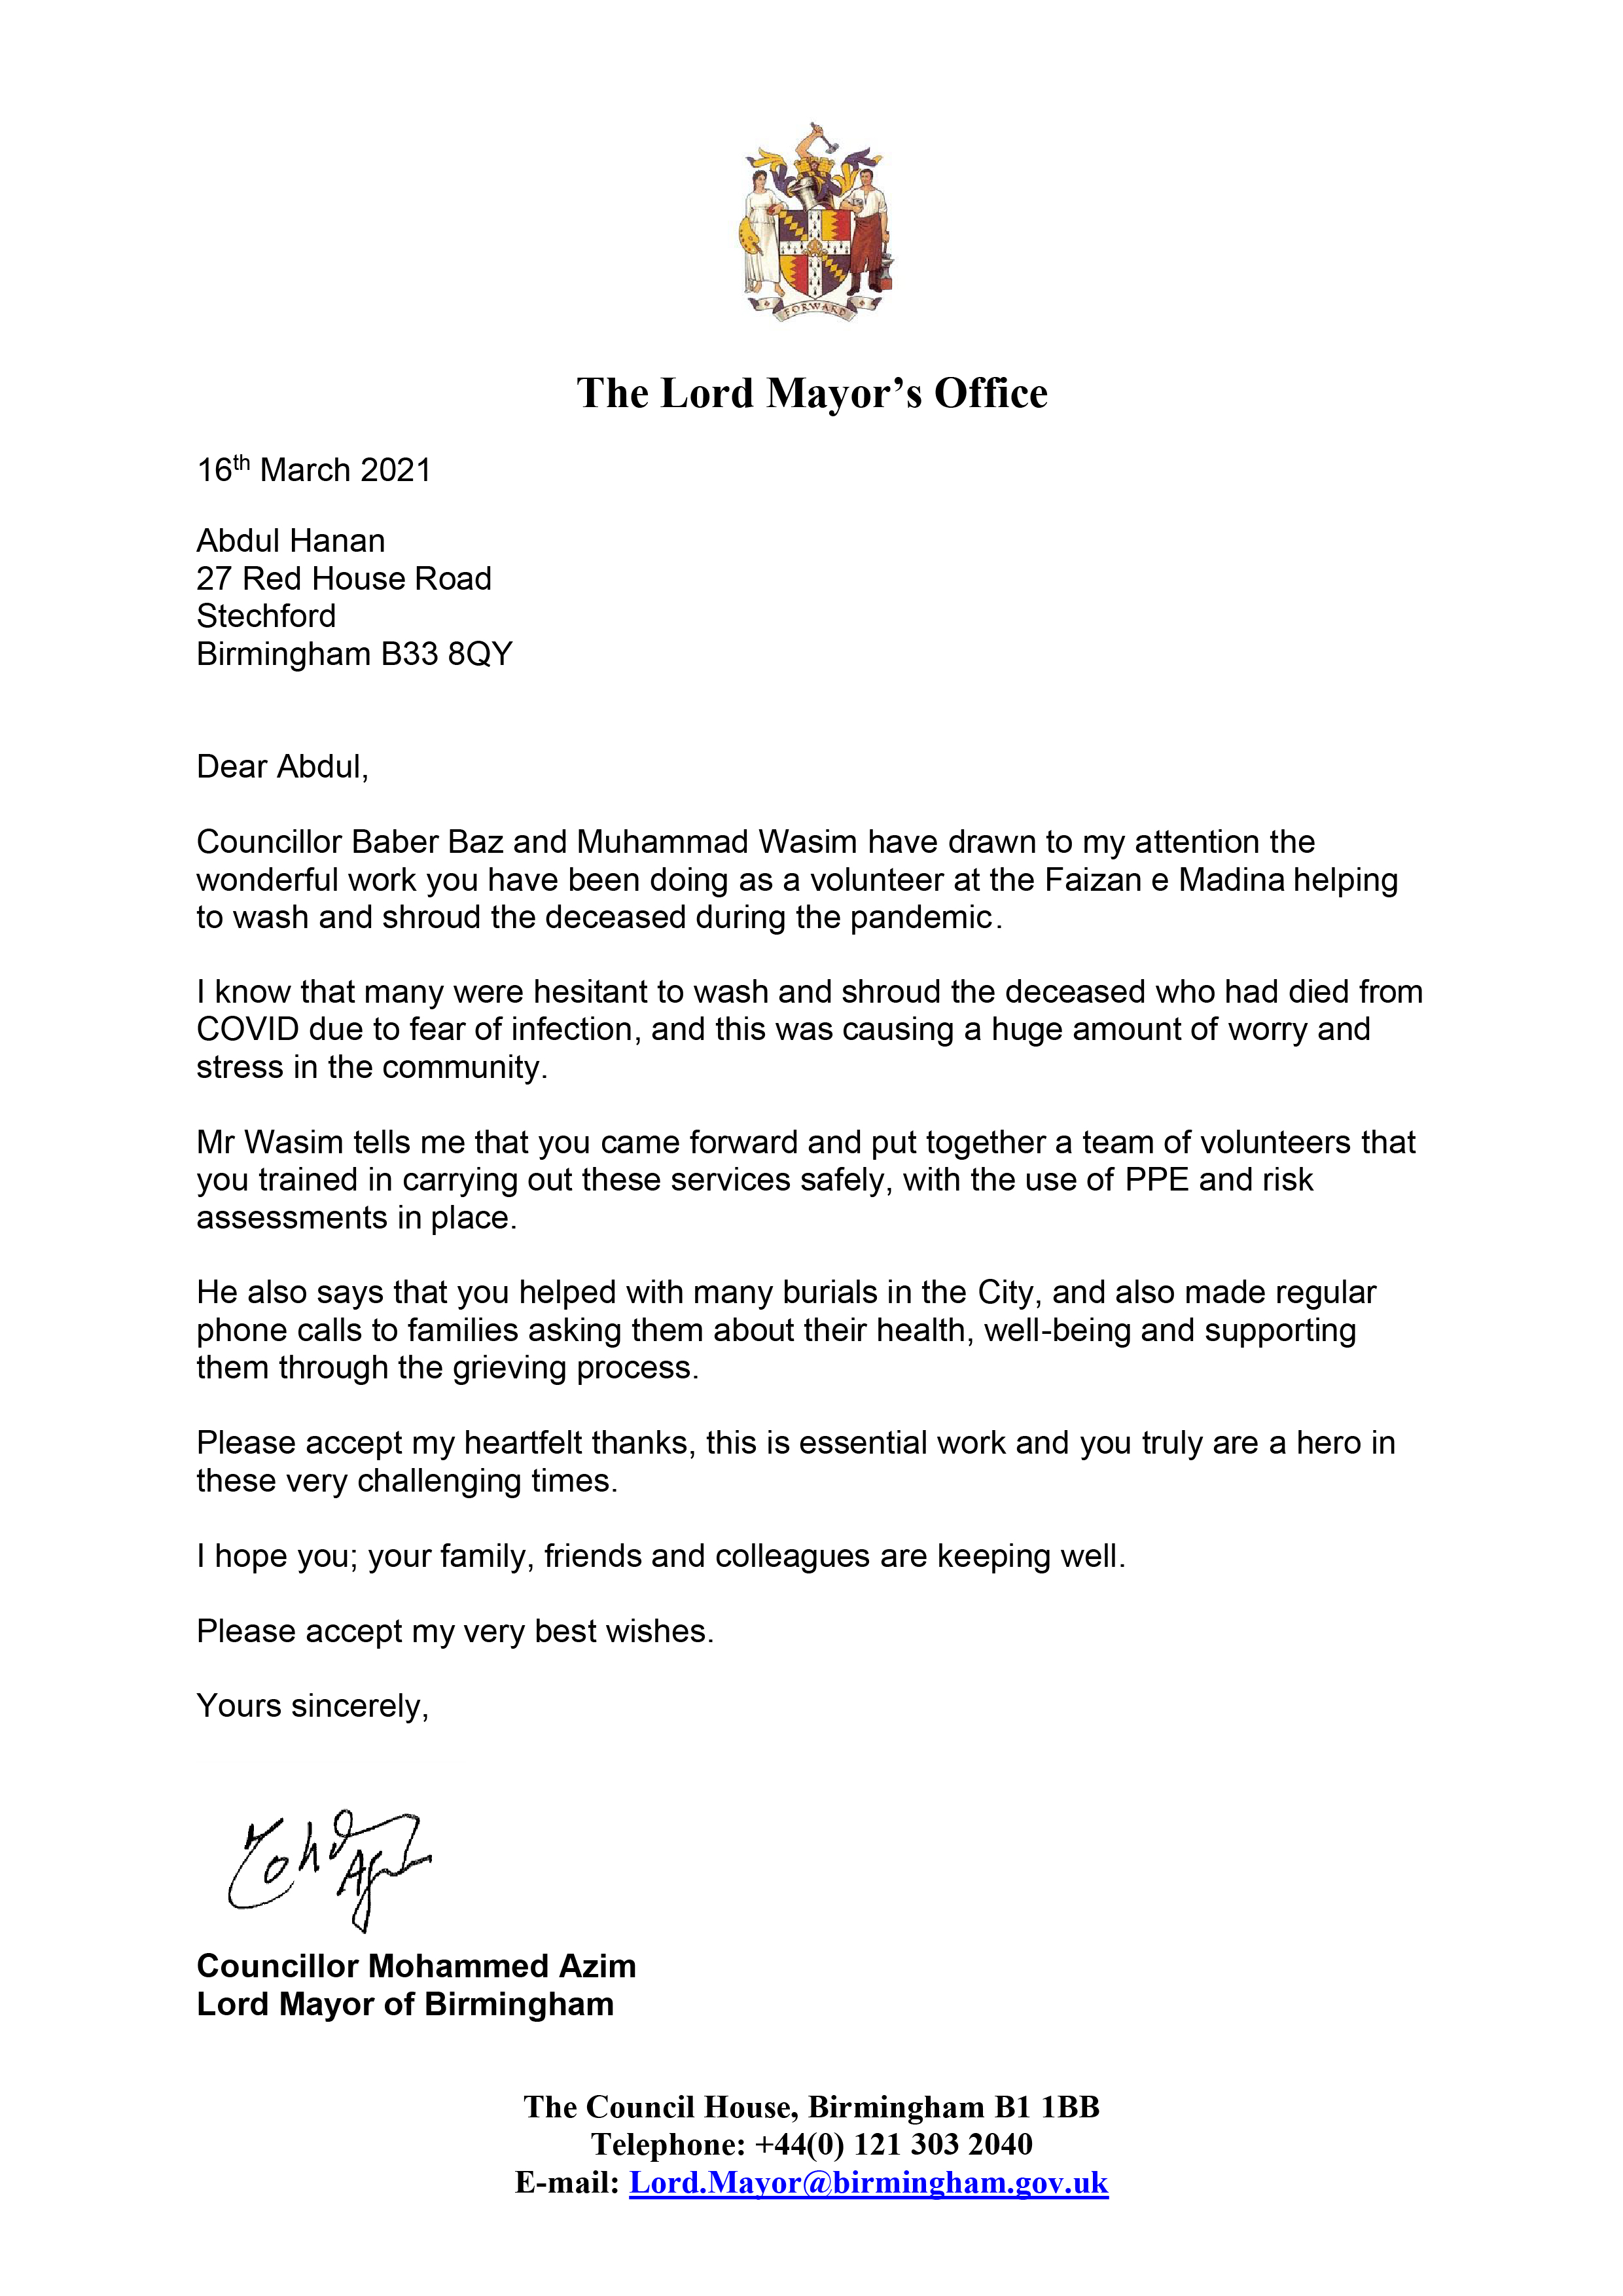 FORWARD
The Lord Mayor’s Office
16th March 2021
Abdul Hanan
27 Red House Road
Stechford
Birmingham B33 8QY
Dear Abdul,
Councillor Baber Baz and Muhammad Wasim have drawn to my attention the
wonderful work you have been doing as a volunteer at the Faizan e Madina helping
to wash and shroud the deceased during the pandemic.
I know that many were hesitant to wash and shroud the deceased who had died from
COVID due to fear of infection, and this was causing a huge amount of worry and
stress in the community.
Mr Wasim tells me that you came forward and put together a team of volunteers that
you trained in carrying out these services safely, with the use of PPE and risk
assessments in place.
He also says that you helped with many burials in the City, and also made regular
phone calls to families asking them about their health, well-being and supporting
them through the grieving process.
Please accept my heartfelt thanks, this is essential work and you truly are a hero in
these very challenging times.
I hope you; your family, friends and colleagues are keeping well.
Please accept my very best wishes.
Yours sincerely,
Councillor Mohammed Azim
Lord Mayor of Birmingham
The Council House, Birmingham B1 1BB
Telephone: +44(0) 121 303 2040
E-mail: Lord.Mayor@birmingham.gov.uk